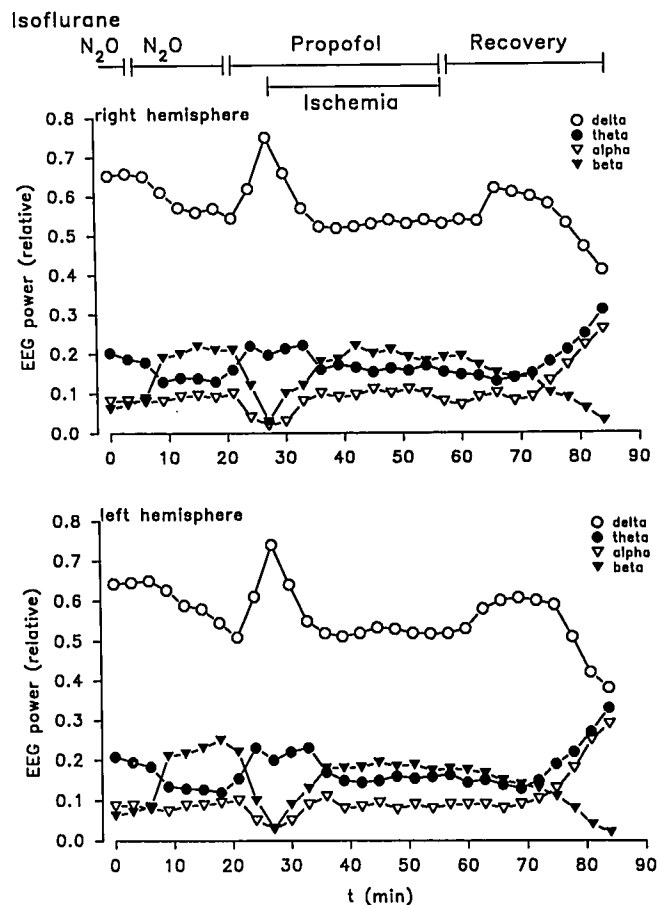 Isoflurane
N₂O N₂O Propofol Recovery
Ischemia
right hemisphere
delta
theta
alpha
beta
EEG power (relative)
0.8
0.7
0.6
0.5
0.4
0.3
0.2
0.1
0.0
0 10 20 30 40 50 60 70 80 90
left hemisphere
delta
theta
alpha
beta
EEG power (relative)
0.8
0.7
0.6
0.5
0.4
0.3
0.2
0.1
0.0
0 10 20 30 40 50 60 70 80 90
t (min)